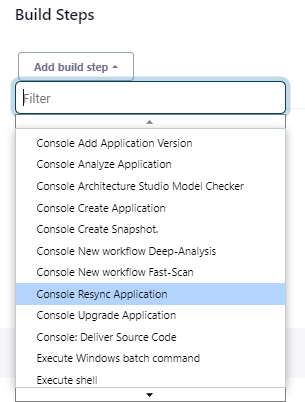 Build Steps
Add build step
Filter
Console Add Application Version
Console Analyze Application
Console Architecture Studio Model Checker
Console Create Application
Console Create Snapshot.
Console New workflow Deep-Analysis
Console New workflow Fast-Scan
Console Resync Application
Console Upgrade Application
Console: Deliver Source Code
Execute Windows batch command
Execute shell